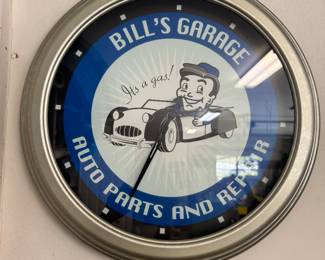 BILL'S GARAGE
It's a gas!
AUTO PARTS AND REPAIR